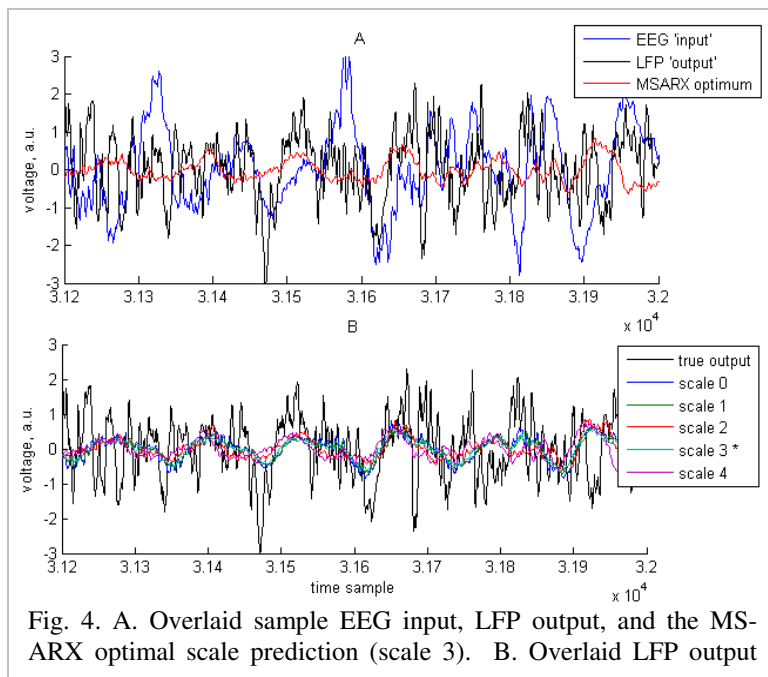 A
EEG 'input'
LFP 'output'
MSARX optimum
voltage, a.u.
3
2
1
0
-1
-2
-3
3.12 3.13 3.14 3.15 3.16 3.17 3.18 3.19 3.2
x 10^4
B
true output
scale 0
scale 1
scale 2
scale 3 *
scale 4
voltage, a.u.
3
2
1
0
-1
-2
-3
3.12 3.13 3.14 3.15 3.16 3.17 3.18 3.19 3.2
time sample
x 10^4
Fig. 4. A. Overlaid sample EEG input, LFP output, and the MS-
ARX optimal scale prediction (scale 3). B. Overlaid LFP output